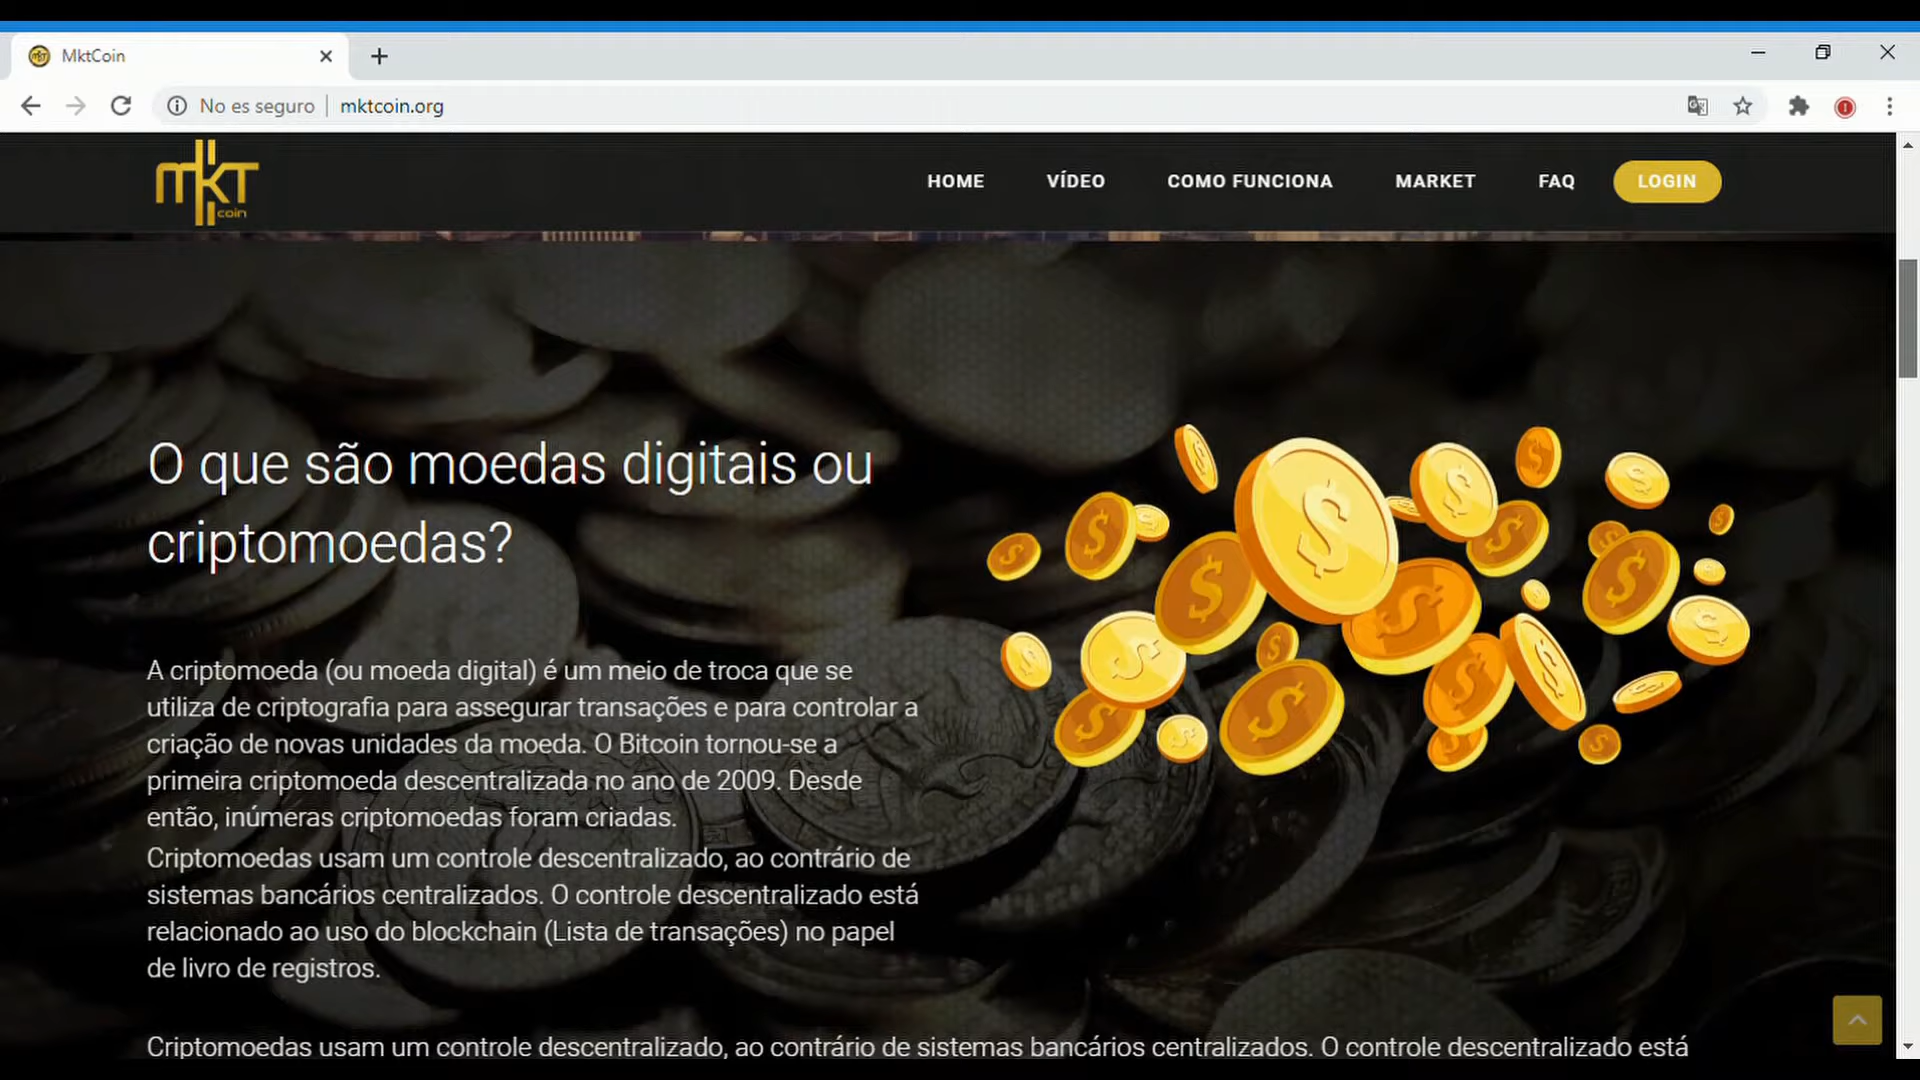 MktCoin
No es seguro
mktcoin.org
mkt
coin
HOME
VÍDEO
COMO FUNCIONA
MARKET
FAQ
LOGIN
O que são moedas digitais ou
criptomoedas?
A criptomoeda (ou moeda digital) é um meio de troca que se
utiliza de criptografia para assegurar transações e para controlar a
criação de novas unidades da moeda. O Bitcoin tornou-se a
primeira criptomoeda descentralizada no ano de 2009. Desde
então, inúmeras criptomoedas foram criadas.
Criptomoedas usam um controle descentralizado, ao contrário de
sistemas bancários centralizados. O controle descentralizado está
relacionado ao uso do blockchain (Lista de transações) no papel
de livro de registros.
Criptomoedas usam um controle descentralizado, ao contrário de sistemas bancários centralizados. O controle descentralizado está